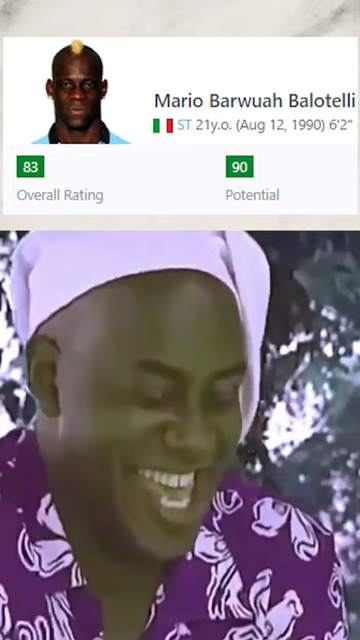 Mario Barwuah Balotelli
ST 21y.o. (Aug 12, 1990) 6'2"
83 90
Overall Rating Potential